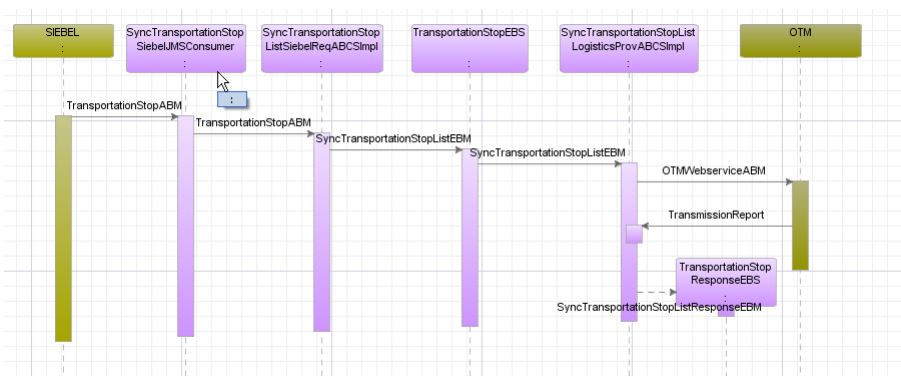 SIEBEL
:
SyncTransportationStop
SiebelJMSConsumer
:
SyncTransportationStop
ListSiebelReqABCSImpl
:
TransportationStopEBS
:
SyncTransportationStopList
LogisticsProvABCSImpl
:
OTM
:
:
TransportationStopABM
TransportationStopABM
SyncTransportationStopListEBM
SyncTransportationStopListEBM
OTMWebserviceABM
TransmissionReport
TransportationStop
ResponseEBS
:
SyncTransportationStopListResponseEBM